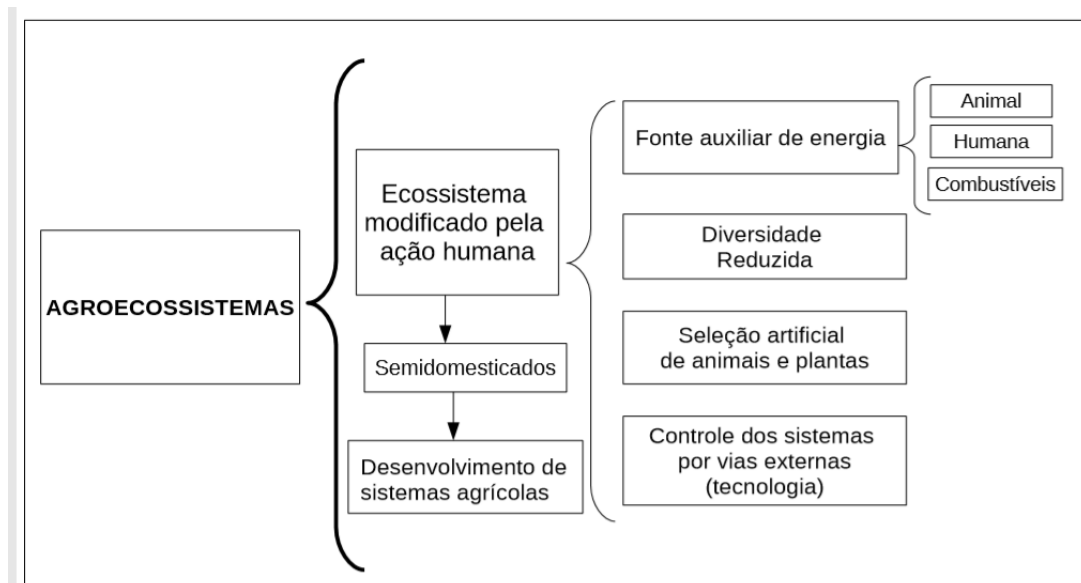 AGROECOSSISTEMAS
Ecossistema
modificado pela
ação humana
Semidomesticados
Desenvolvimento de
sistemas agrícolas
Fonte auxiliar de energia
Animal
Humana
Combustíveis
Diversidade
Reduzida
Seleção artificial
de animais e plantas
Controle dos sistemas
por vias externas
(tecnologia)